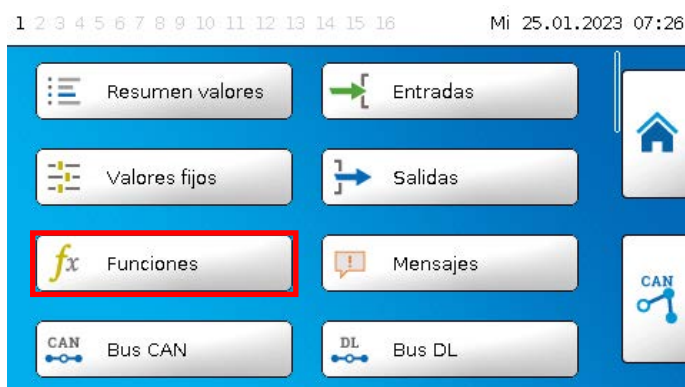 1 2 3 4 5 6 7 8 9 10 11 12 13 14 15 16 Mi 25.01.2023 07:26
Resumen valores Entradas
Valores fijos Salidas
fx Funciones ! Mensajes
CAN
CAN Bus CAN DL Bus DL